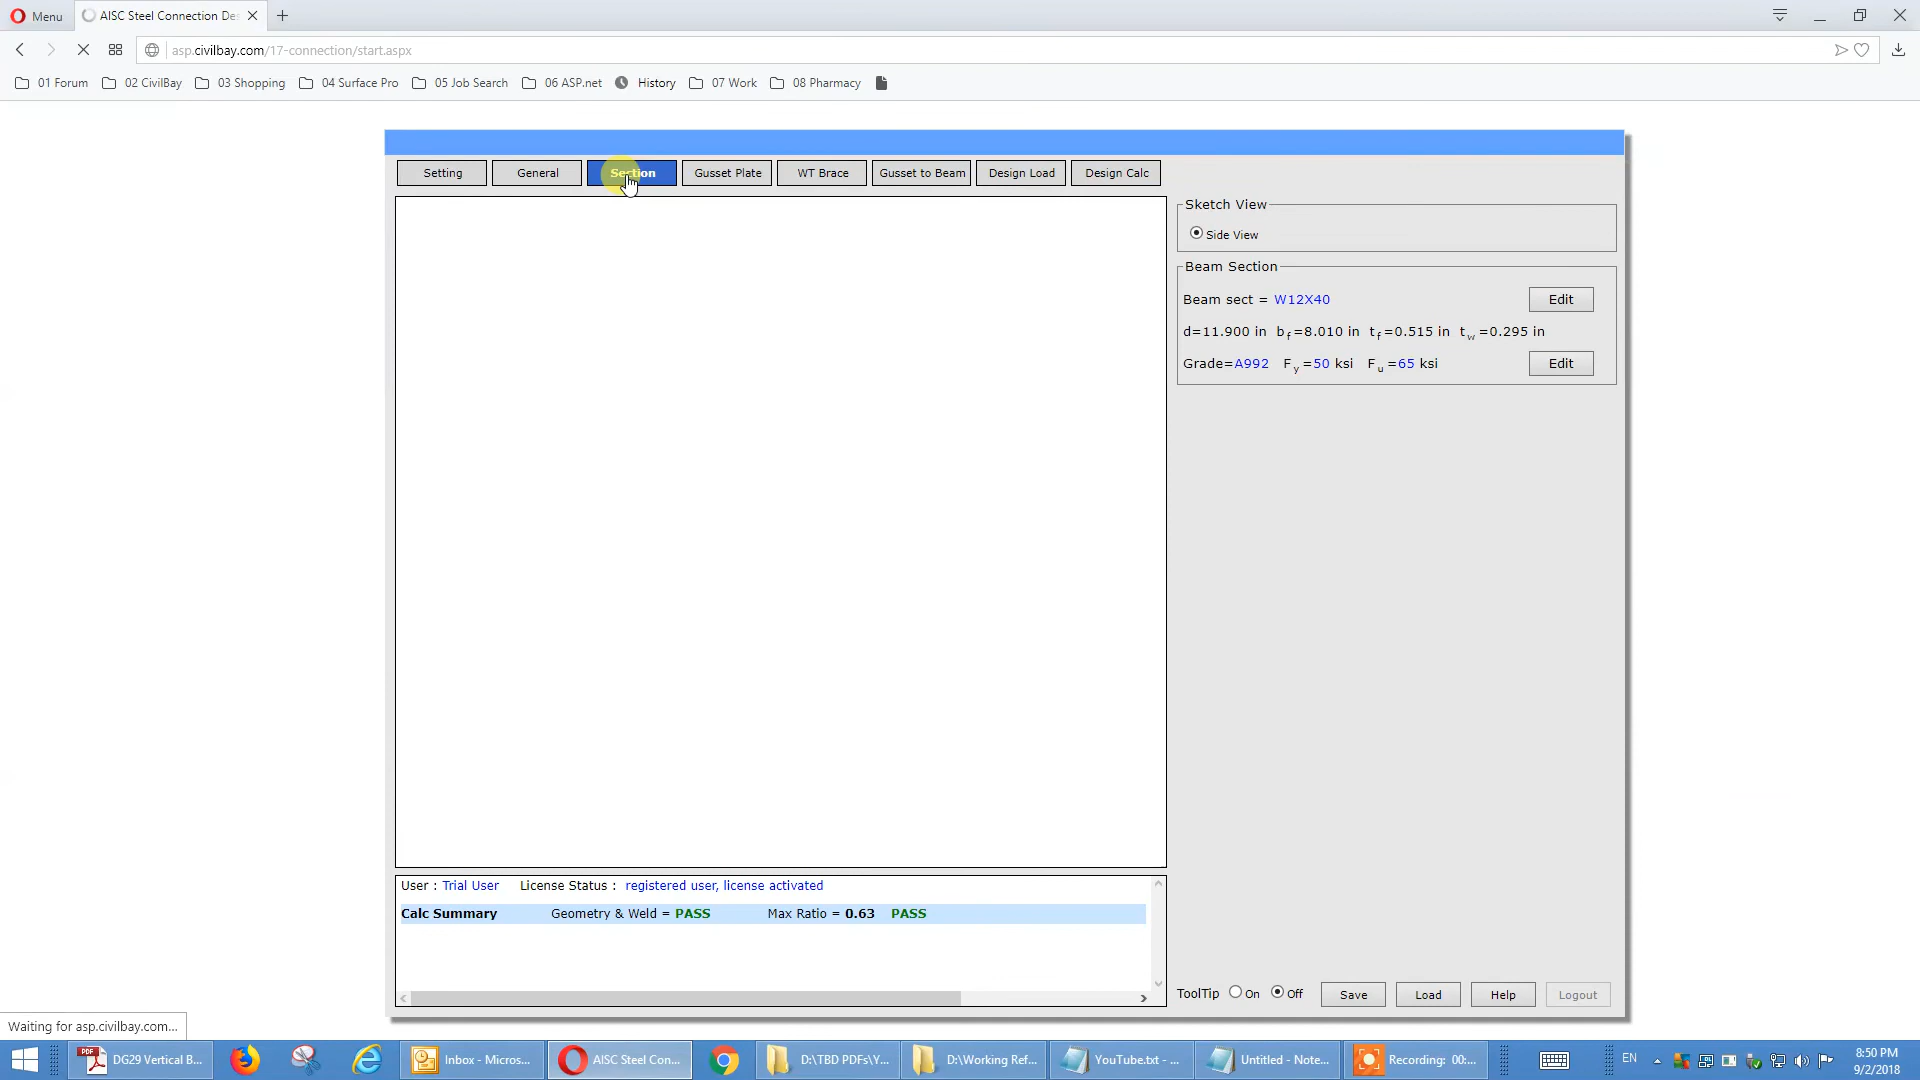 Menu
AISC Steel Connection De
asp.civilbay.com/17-connection/start.aspx
01 Forum 02 CivilBay 03 Shopping 04 Surface Pro 05 Job Search 06 ASP.net History 07 Work 08 Pharmacy
Setting General Section Gusset Plate WT Brace Gusset to Beam Design Load Design Calc
Sketch View
Side View
Beam Section
Beam sect = W12X40 Edit
d=11.900 in bf=8.010 in tf=0.515 in tw=0.295 in
Grade=A992 Fy=50 ksi Fu=65 ksi Edit
User : Trial User License Status : registered user, license activated
Calc Summary Geometry & Weld = PASS Max Ratio = 0.63 PASS
ToolTip On Off Save Load Help Logout
Waiting for asp.civilbay.com...
PDF DG29 Vertical B... Inbox - Micros... AISC Steel Con... D:\TBD PDFs\Y... D:\Working Ref... YouTube.txt - ... Untitled - Note... Recording: 00:... EN
8:50 PM
9/2/2018